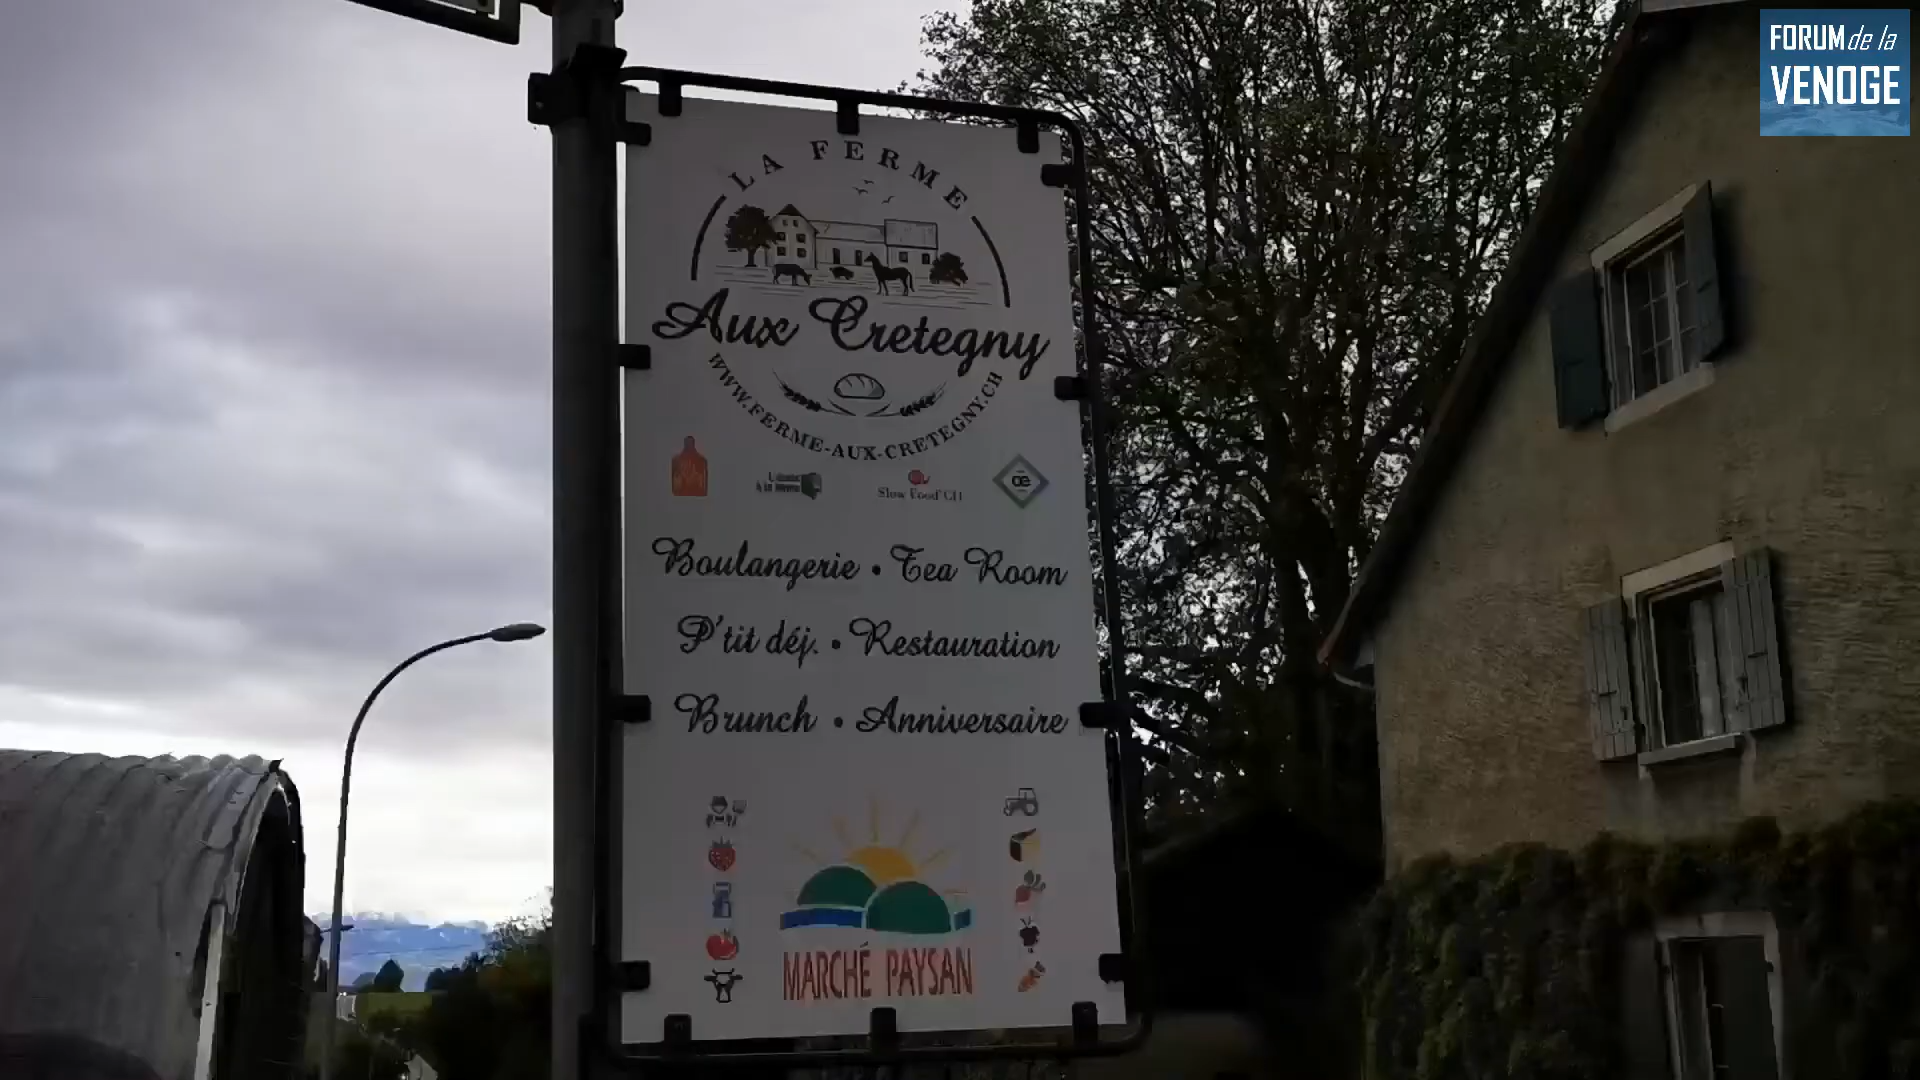 FORUM de la
VENOGE
LA FERME
Aux Cretegny
WWW.FERME-AUX-CRETEGNY.CH
Slow Food CH
œ
Boulangerie • Tea Room
P'tit déj. • Restauration
Brunch • Anniversaire
MARCHÉ PAYSAN